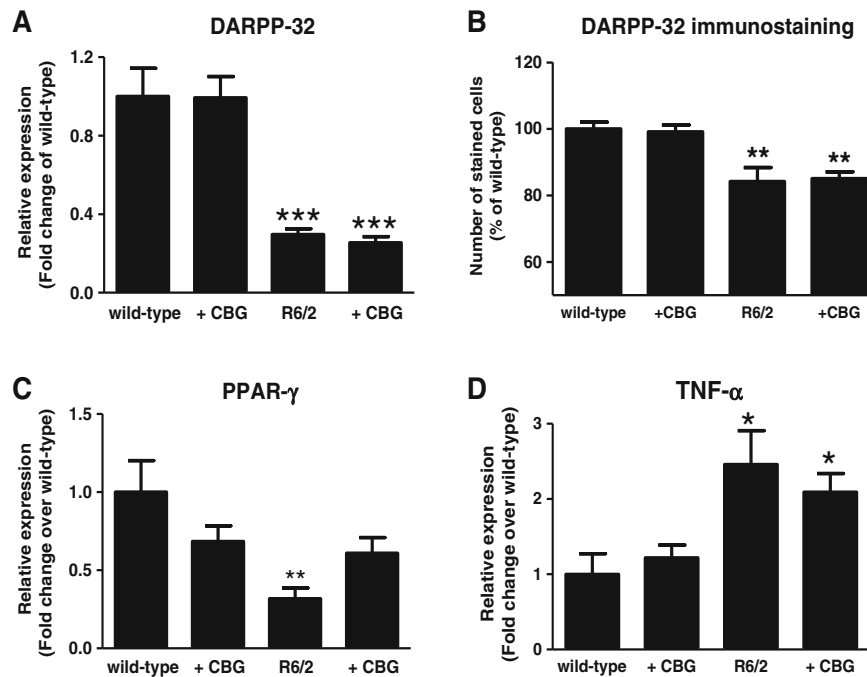 A
DARPP-32
Relative expression
(Fold change of wild-type)
1.2
0.8
0.4
0.0
***
***
wild-type
+ CBG
R6/2
+ CBG
B
DARPP-32 immunostaining
Number of stained cells
(% of wild-type)
120
100
80
60
**
**
wild-type
+CBG
R6/2
+CBG
C
PPAR-γ
Relative expression
(Fold change over wild-type)
1.5
1.0
0.5
0.0
**
wild-type
+ CBG
R6/2
+ CBG
D
TNF-α
Relative expression
(Fold change over wild-type)
3
2
1
0
*
*
wild-type
+ CBG
R6/2
+ CBG